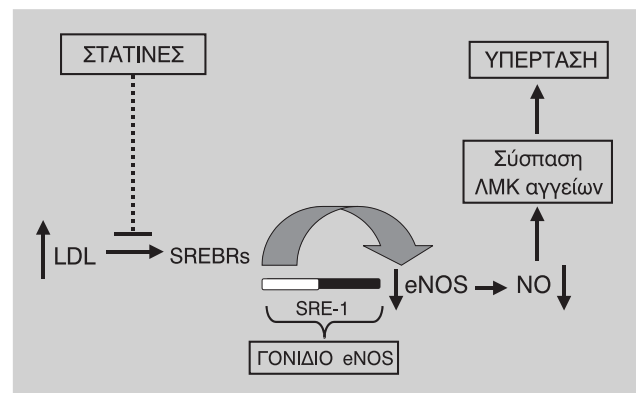 ΣΤΑΤΙΝΕΣ
ΥΠΕΡΤΑΣΗ
Σύσπαση
ΛΜΚ αγγείων
LDL
SREBRs
eNOS
NO
SRE-1
ΓΟΝΙΔΙΟ eNOS